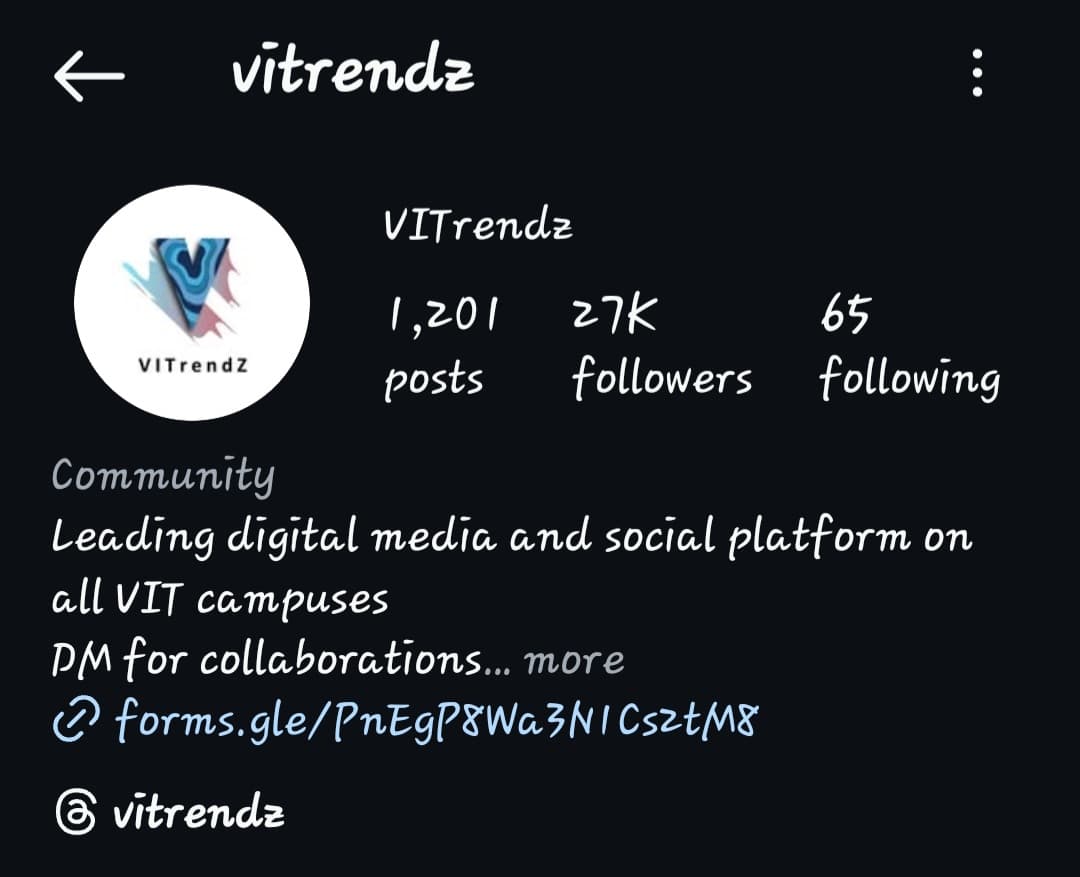 vitrendz
VITrendZ
VITrendz
1,201 27K 65
posts followers following
Community
Leading digital media and social platform on
all VIT campuses
DM for collaborations... more
forms.gle/PnEgP8Wa3N1Cs2tM8
vitrendz